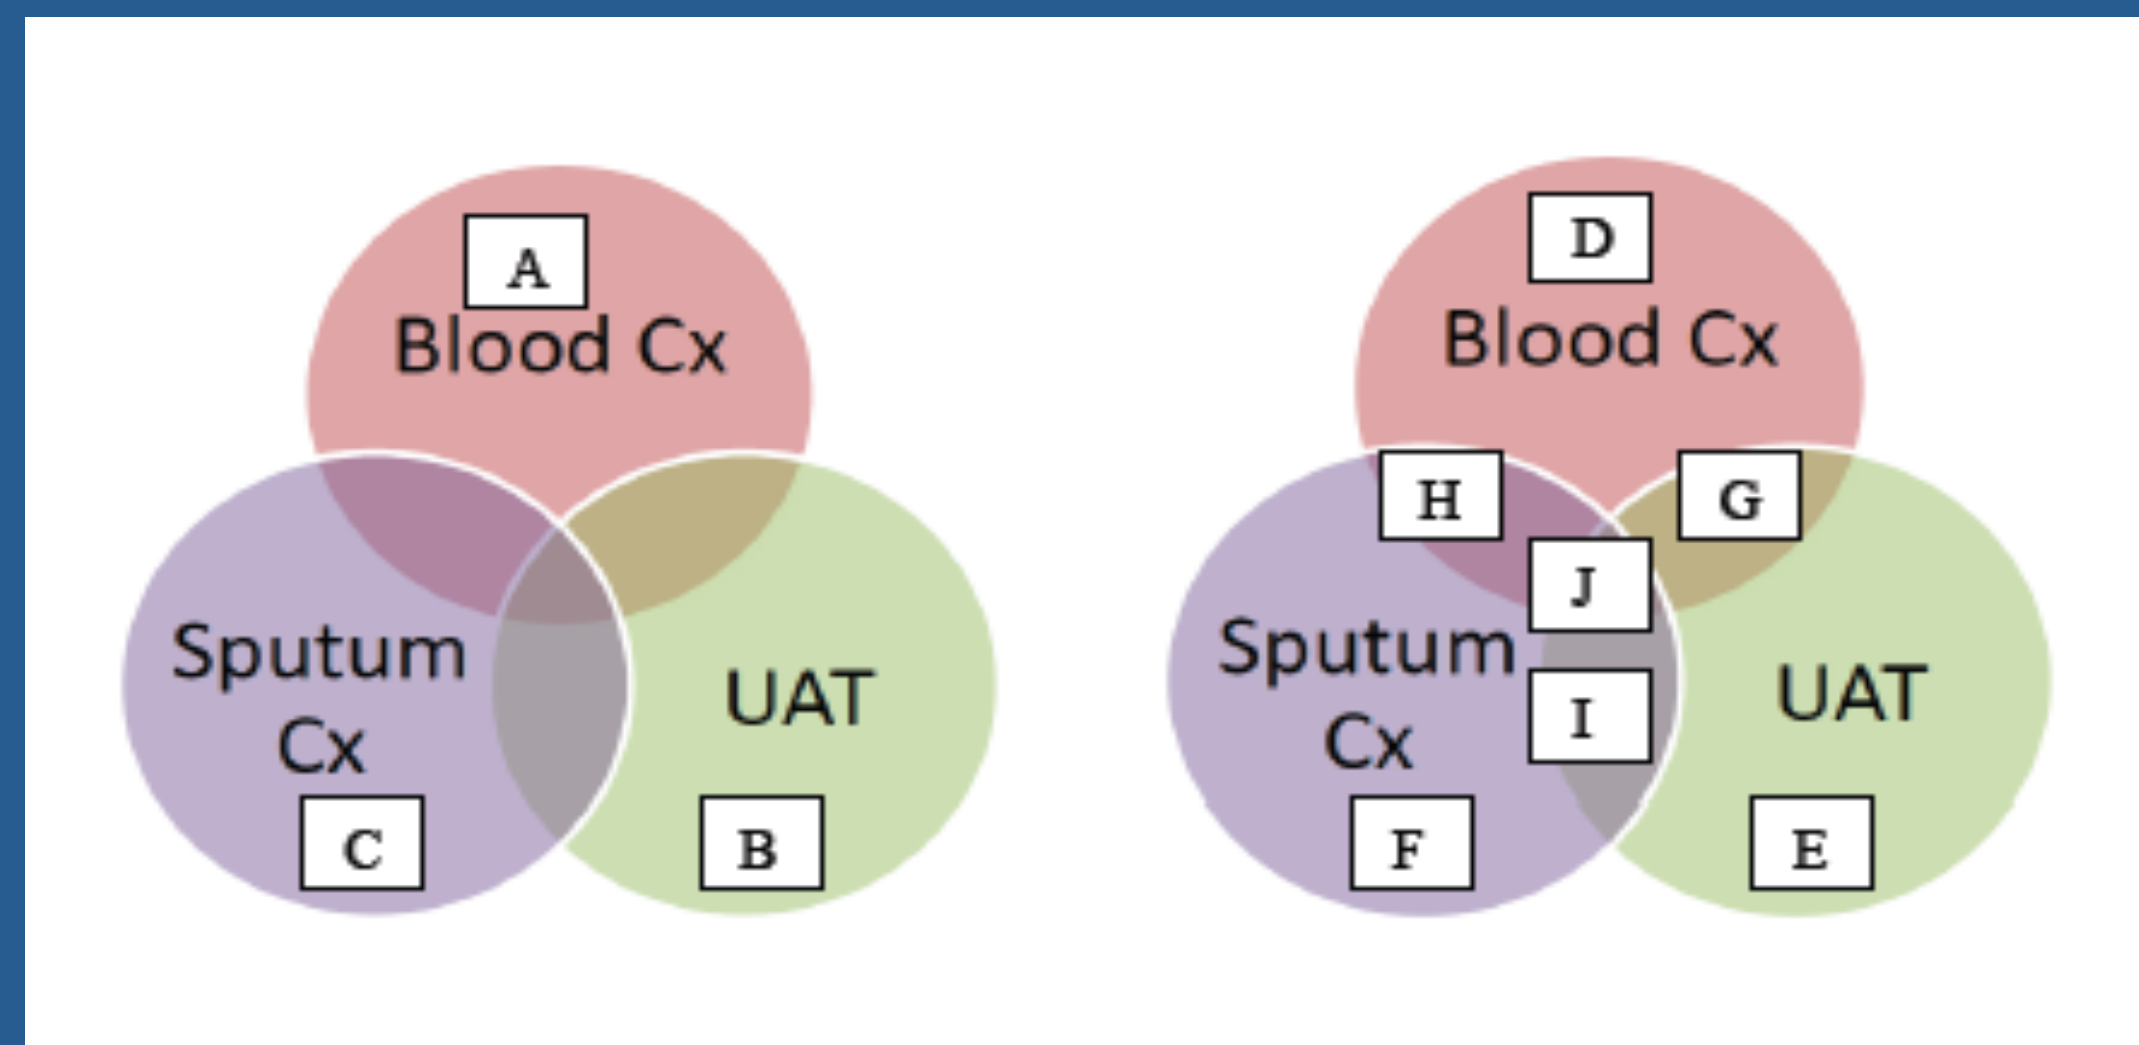 A
Blood Cx
Sputum
Cx
C
UAT
B
D
Blood Cx
H
G
J
Sputum
Cx
I
UAT
F
E